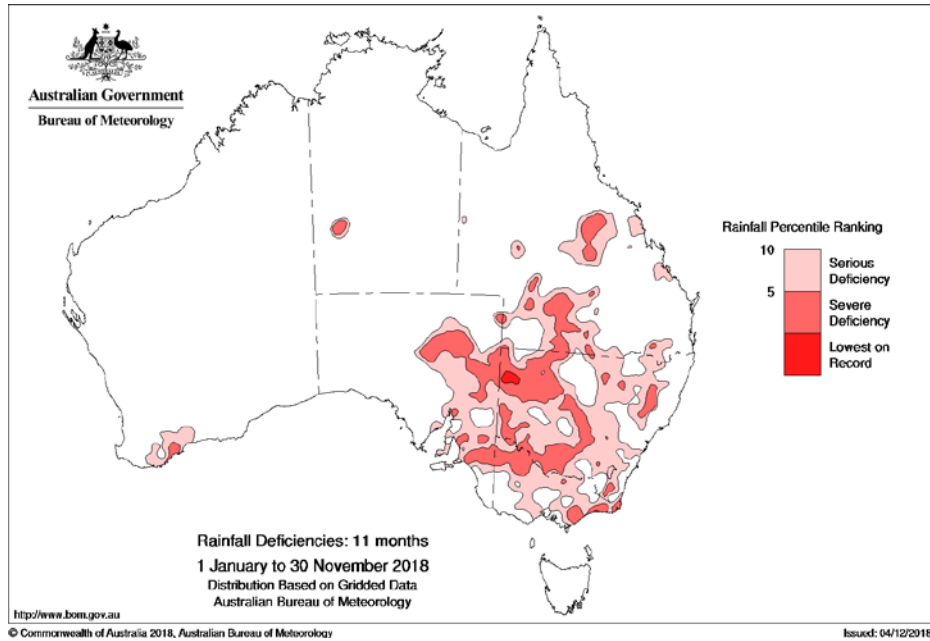 Australian Government
Bureau of Meteorology
Rainfall Percentile Ranking
10
Serious
Deficiency
5
Severe
Deficiency
Lowest on
Record
Rainfall Deficiencies: 11 months
1 January to 30 November 2018
Distribution Based on Gridded Data
Australian Bureau of Meteorology
http://www.bom.gov.au
© Commonwealth of Australia 2018, Australian Bureau of Meteorology
Issued: 04/12/2018